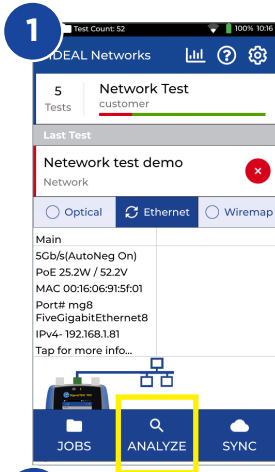 1
Test Count: 52
100% 10:16
IDEAL Networks
5
Tests
Network Test
customer
Last Test
Netework test demo
Network
Optical
Ethernet
Wiremap
Main
5Gb/s(AutoNeg On)
PoE 25.2W / 52.2V
MAC 00:16:06:91:5f:01
Port# mg8
FiveGigabitEthernet8
IPv4- 192.168.1.81
Tap for more info...
JOBS
ANALYZE
SYNC